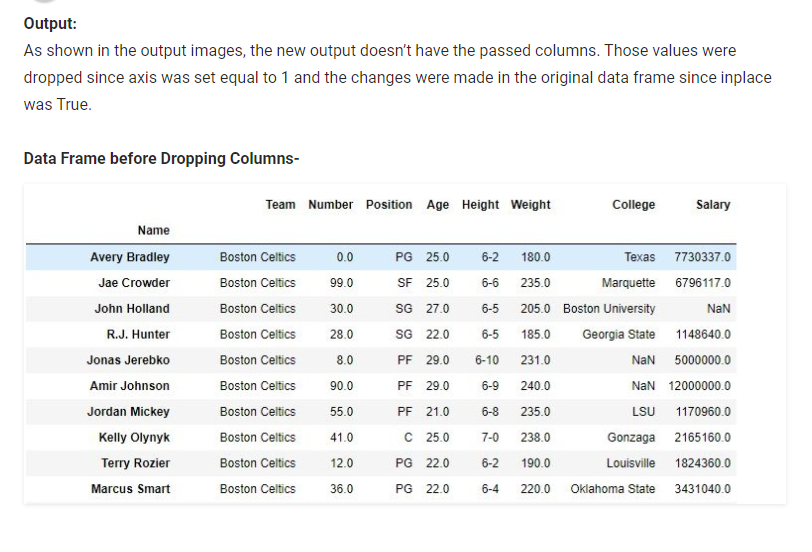 Output:
As shown in the output images, the new output doesn't have the passed columns. Those values were
dropped since axis was set equal to 1 and the changes were made in the original data frame since inplace
was True.
Data Frame before Dropping Columns-
Team Number Position Age Height Weight College Salary
Name
Avery Bradley Boston Celtics 0.0 PG 25.0 6-2 180.0 Texas 7730337.0
Jae Crowder Boston Celtics 99.0 SF 25.0 6-6 235.0 Marquette 6796117.0
John Holland Boston Celtics 30.0 SG 27.0 6-5 205.0 Boston University NaN
R.J. Hunter Boston Celtics 28.0 SG 22.0 6-5 185.0 Georgia State 1148640.0
Jonas Jerebko Boston Celtics 8.0 PF 29.0 6-10 231.0 NaN 5000000.0
Amir Johnson Boston Celtics 90.0 PF 29.0 6-9 240.0 NaN 12000000.0
Jordan Mickey Boston Celtics 55.0 PF 21.0 6-8 235.0 LSU 1170960.0
Kelly Olynyk Boston Celtics 41.0 C 25.0 7-0 238.0 Gonzaga 2165160.0
Terry Rozier Boston Celtics 12.0 PG 22.0 6-2 190.0 Louisville 1824360.0
Marcus Smart Boston Celtics 36.0 PG 22.0 6-4 220.0 Oklahoma State 3431040.0